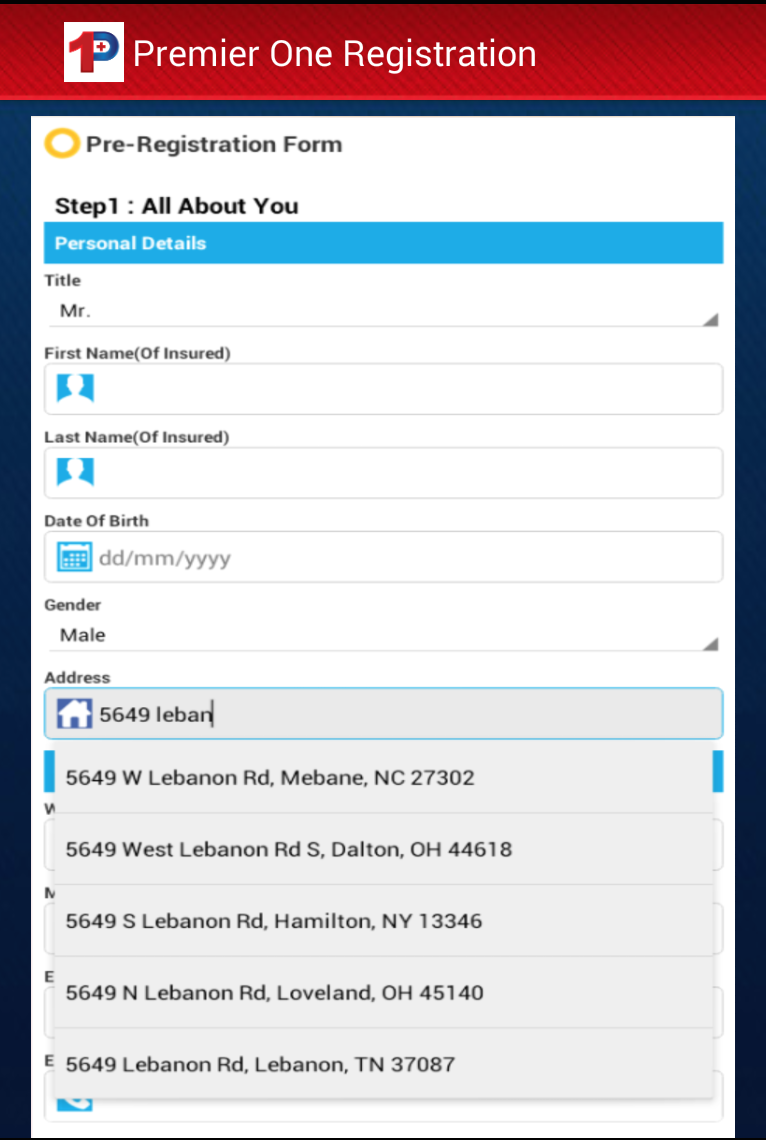 1P Premier One Registration
Pre-Registration Form
Step1 : All About You
Personal Details
Title
Mr.
First Name(Of Insured)
Last Name(Of Insured)
Date Of Birth
dd/mm/yyyy
Gender
Male
Address
5649 leban
5649 W Lebanon Rd, Mebane, NC 27302
W
5649 West Lebanon Rd S, Dalton, OH 44618
M
5649 S Lebanon Rd, Hamilton, NY 13346
E
5649 N Lebanon Rd, Loveland, OH 45140
E
5649 Lebanon Rd, Lebanon, TN 37087